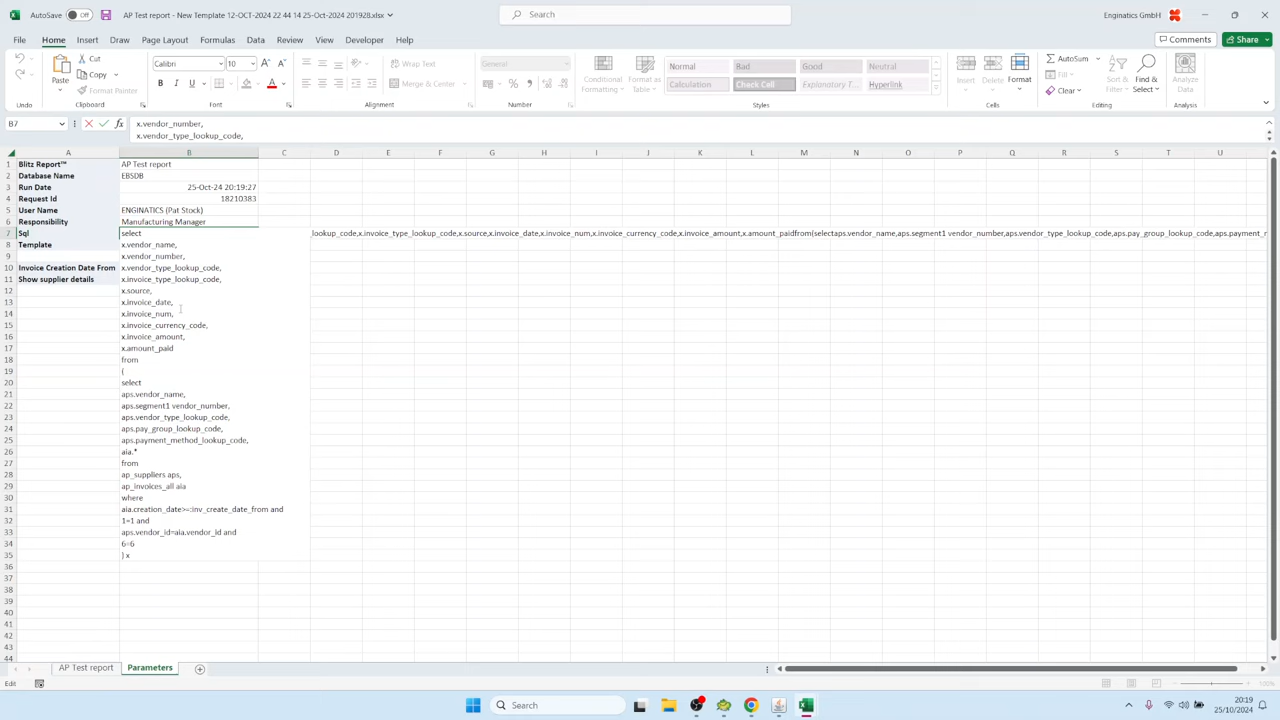 AutoSave Off AP Test report - New Template 12-OCT-2024 22 44 14 25-Oct-2024 201928.xlsx Search Enginatics GmbH
File Home Insert Draw Page Layout Formulas Data Review View Developer Help Comments Share
Paste Cut Copy Format Painter
Calibri 10
B I U
Wrap Text
Merge & Center
General
Conditional Formatting Format as Table
Normal Bad Good Neutral
Calculation Check Cell Explanatory T... Hyperlink
Insert Delete Format
AutoSum Fill Clear
Sort & Filter Find & Select Analyze Data
Undo Clipboard Font Alignment Number Styles Cells Editing Analysis
B7 fx x.vendor_number,
x.vendor_type_lookup_code,
A B C D E F G H I J K L M N O P Q R S T U
1 Blitz Report™ AP Test report
2 Database Name EBSDB
3 Run Date 25-Oct-24 20:19:27
4 Request Id 18210383
5 User Name ENGINATICS (Pat Stock)
6 Responsibility Manufacturing Manager
7 Sql select lookup_code,x.invoice_type_lookup_code,x.source,x.invoice_date,x.invoice_num,x.invoice_currency_code,x.invoice_amount,x.amount_paidfrom(selectaps.vendor_name,aps.segment1 vendor_number,aps.vendor_type_lookup_code,aps.pay_group_lookup_code,aps.payment_m
8 Template x.vendor_name,
9 x.vendor_number,
10 Invoice Creation Date From x.vendor_type_lookup_code,
11 Show supplier details x.invoice_type_lookup_code,
12 x.source,
13 x.invoice_date,
14 x.invoice_num,
15 x.invoice_currency_code,
16 x.invoice_amount,
17 x.amount_paid
18 from
19 (
20 select
21 aps.vendor_name,
22 aps.segment1 vendor_number,
23 aps.vendor_type_lookup_code,
24 aps.pay_group_lookup_code,
25 aps.payment_method_lookup_code,
26 aia.*
27 from
28 ap_suppliers aps,
29 ap_invoices_all aia
30 where
31 aia.creation_date>=:inv_create_date_from and
32 1=1 and
33 aps.vendor_id=aia.vendor_id and
34 6=6
35 ) x
36
37
38
39
40
41
42
43
44
AP Test report Parameters
Edit 100%
Search 20:19
25/10/2024